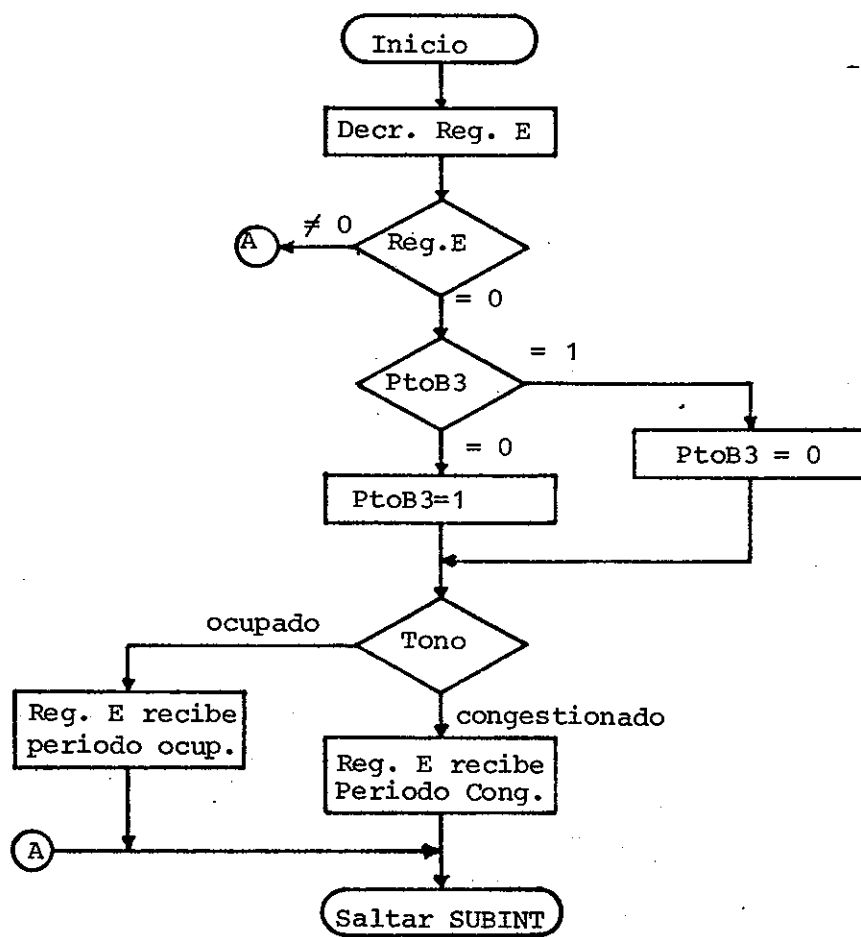 Inicio
Decr. Reg. E
A
≠ 0
Reg.E
= 0
PtoB3
= 1
= 0
PtoB3 = 0
PtoB3=1
ocupado
Tono
congestionado
Reg. E recibe
periodo ocup.
Reg. E recibe
Periodo Cong.
A
Saltar SUBINT